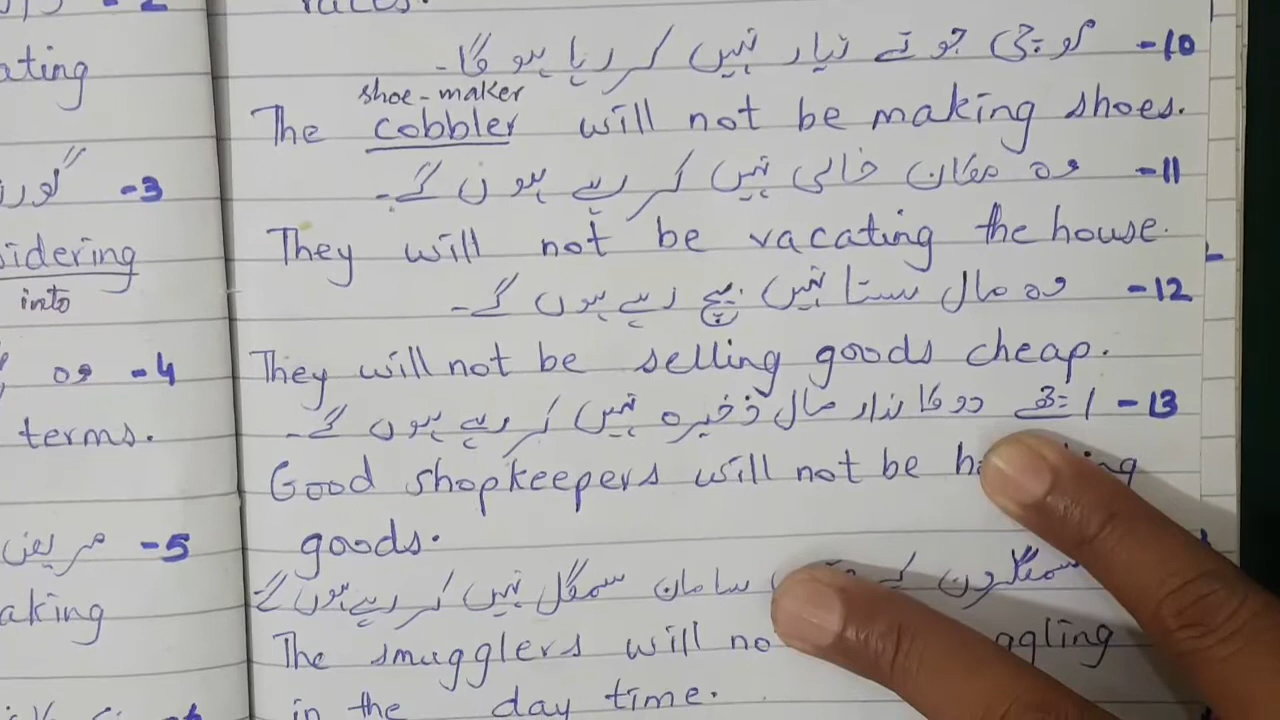 ating
-3
sidering
into
-4 وہ
terms.
-5 مریض
aking
-10 موچی جوتے تیار نہیں کر رہا ہو گا۔
shoe-maker
The cobbler will not be making shoes.
-11 وہ مکان خالی نہیں کر رہے ہوں گے۔
They will not be vacating the house.
-12 وہ مال سستا نہیں بیچ رہے ہوں گے۔
They will not be selling goods cheap.
-13 اچھے دوکاندار مال ذخیرہ نہیں کر رہے ہوں گے۔
Good shopkeepers will not be
goods.
سامان سمگل نہیں کر رہے ہوں گے
The smugglers will
in the day time.